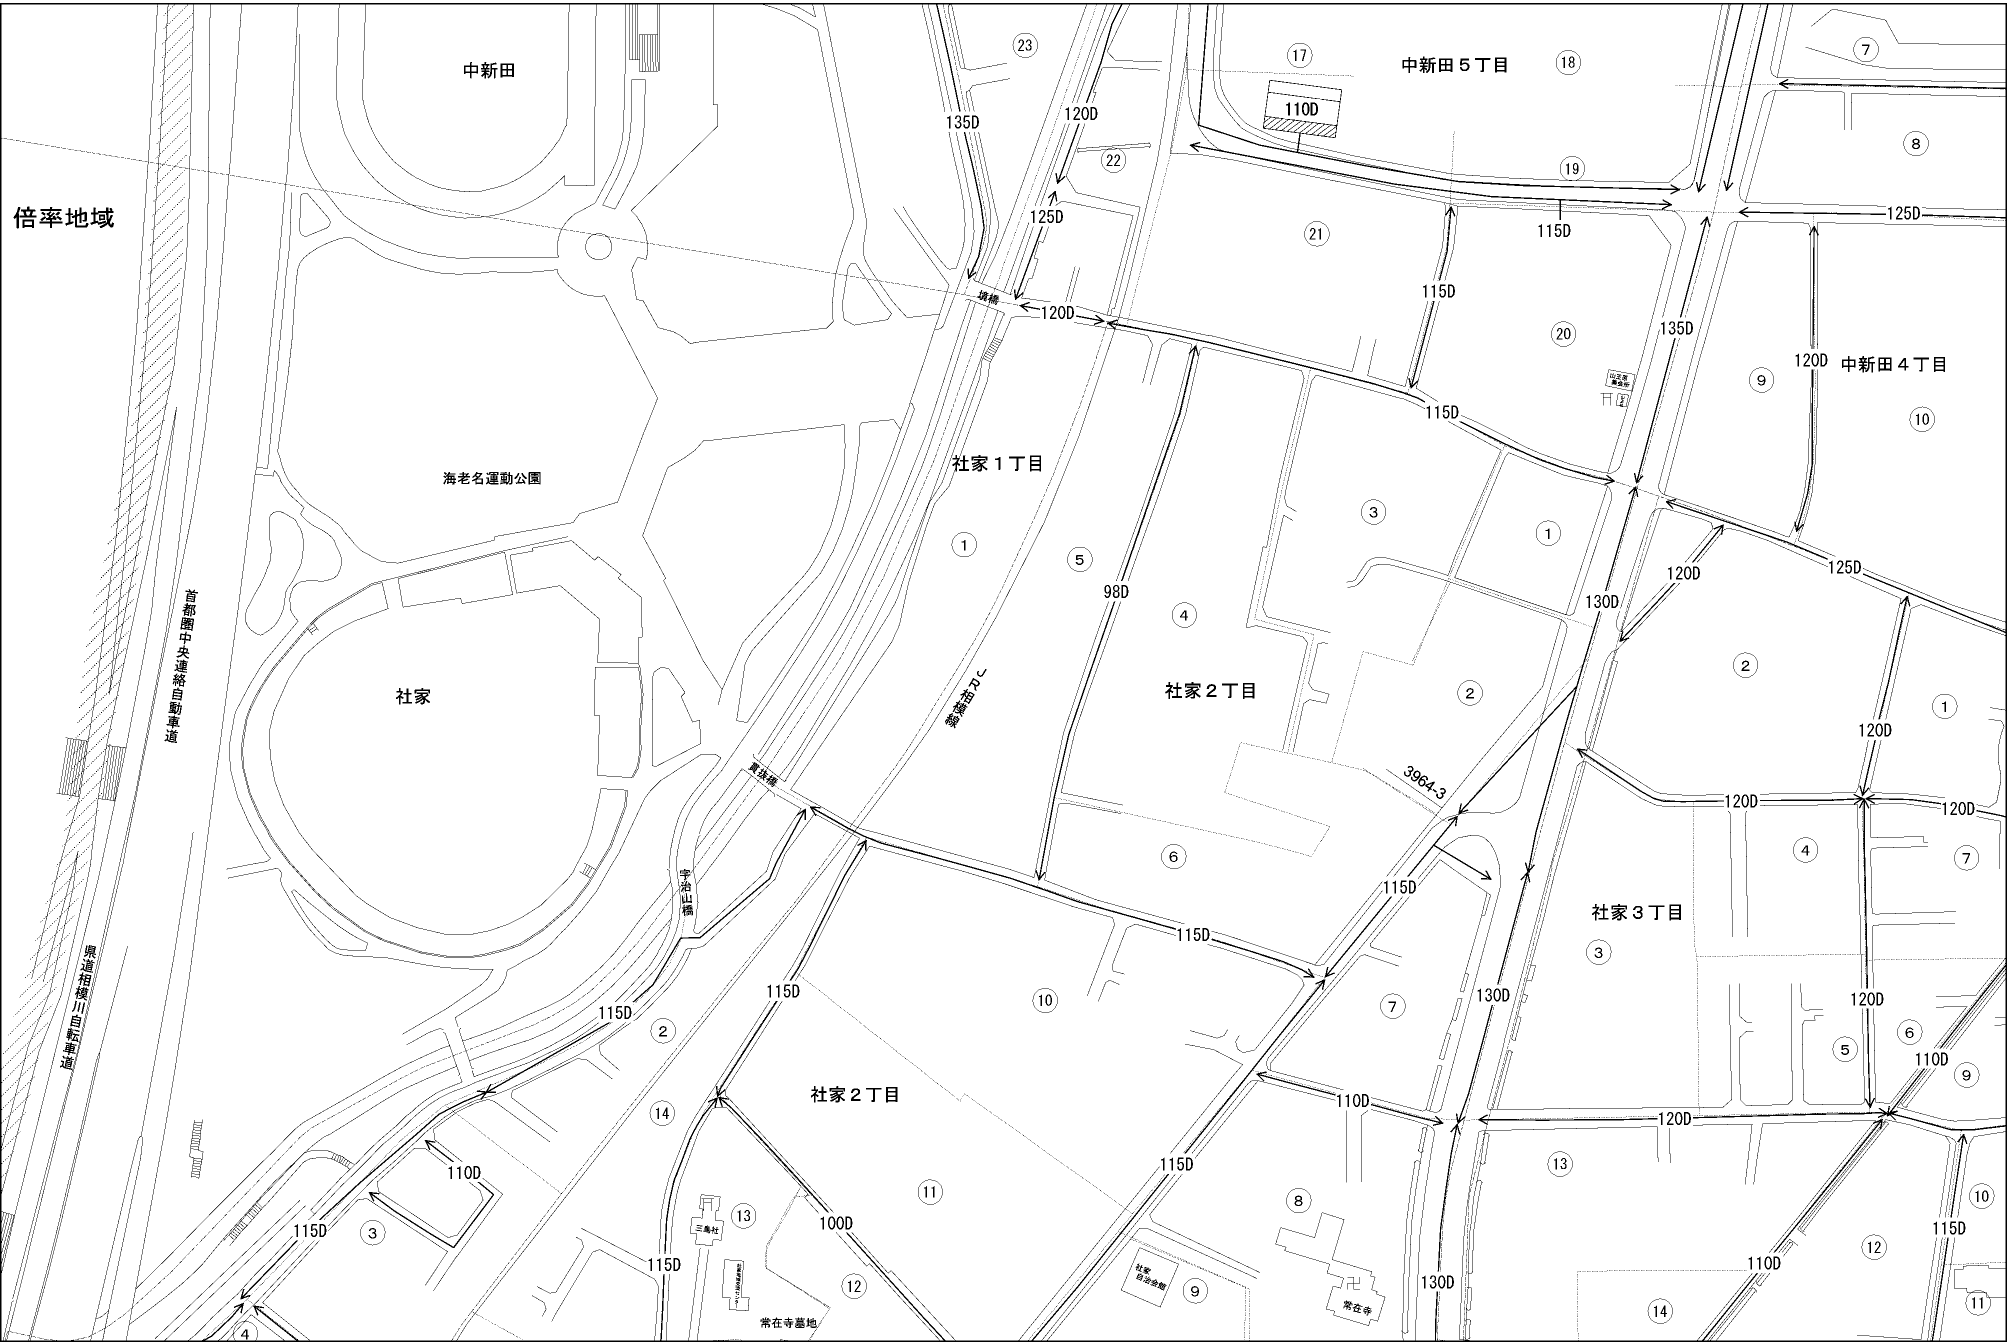 23
17
中新田５丁目
18
7
中新田
110D
120D
135D
8
22
19
倍率地域
125D
115D
125D
21
115D
填橋
120D
135D
20
120D
中新田４丁目
9
山王原
集会所
115D
10
社家１丁目
海老名運動公園
3
1
1
5
120D
125D
98D
130D
4
首都圏中央連絡自動車道
2
社家２丁目
2
社家
JR相模線
1
120D
貫抜橋
3964-3
120D
120D
4
7
6
宇治山橋
115D
社家３丁目
115D
3
県道相模川自転車道
115D
10
130D
7
120D
115D
2
6
5
110D
9
社家２丁目
110D
14
120D
110D
13
11
115D
8
10
三島社
13
100D
115D
3
115D
12
110D
115D
社家
自治会館
12
130D
9
常在寺
14
11
常在寺墓地
4